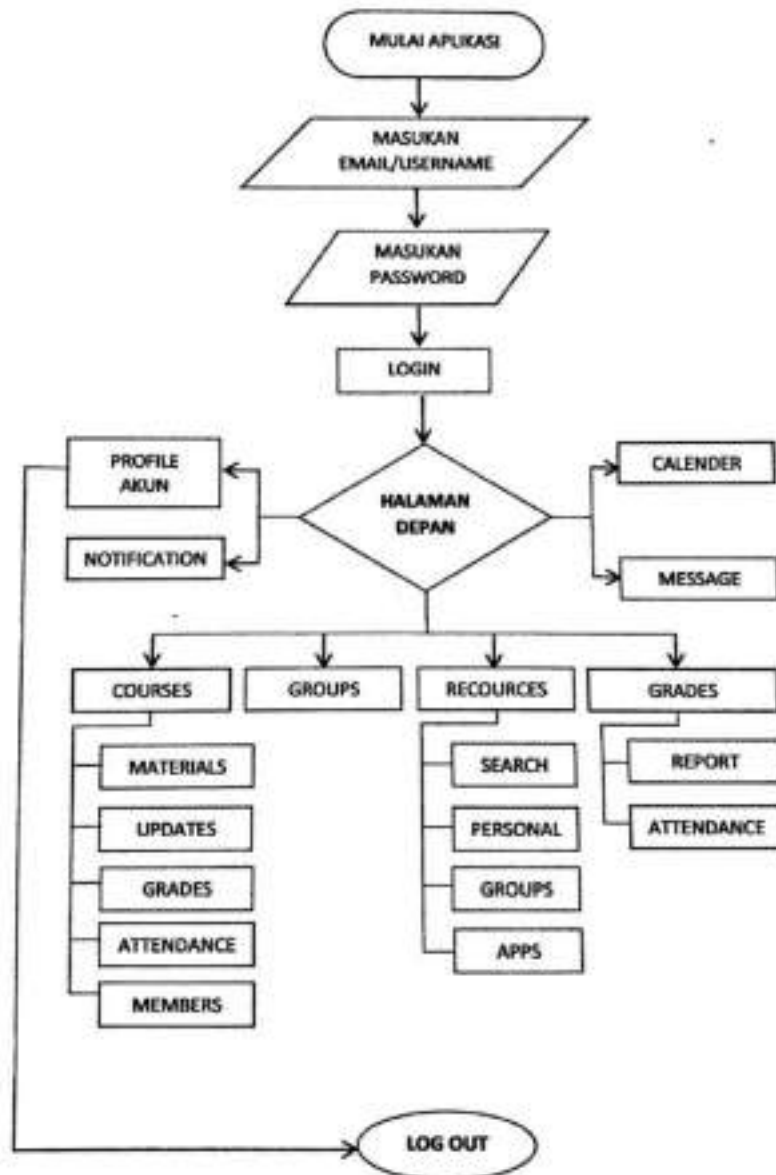 MULAI APLIKASI
MASUKAN
EMAIL/USERNAME
MASUKAN
PASSWORD
LOGIN
PROFILE
AKUN
HALAMAN
DEPAN
CALENDER
NOTIFICATION
MESSAGE
COURSES
GROUPS
RECOURCES
GRADES
MATERIALS
UPDATES
GRADES
ATTENDANCE
MEMBERS
SEARCH
PERSONAL
GROUPS
APPS
REPORT
ATTENDANCE
LOG OUT